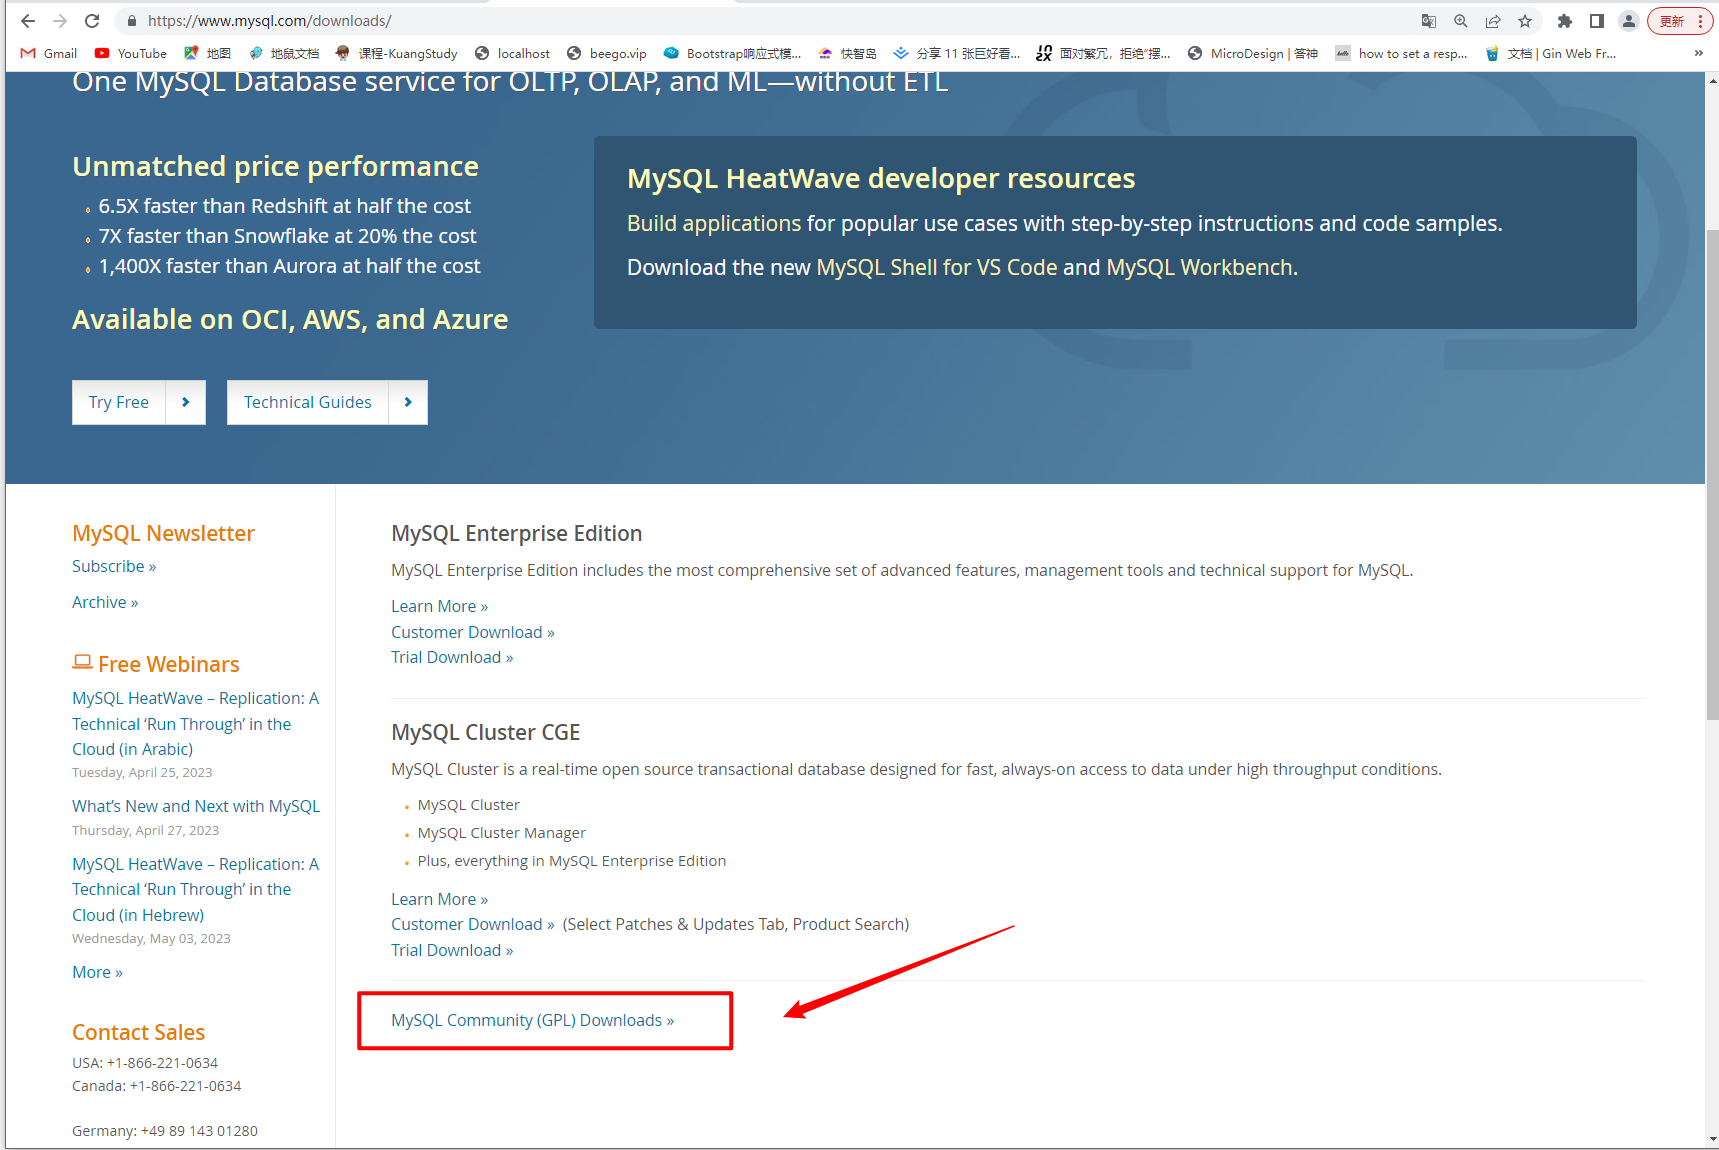 https://www.mysql.com/downloads/
更新
Gmail
YouTube
地图
地鼠文档
课程-KuangStudy
localhost
beego.vip
Bootstrap响应式模...
快智岛
分享 11 张巨好看...
面对繁冗，拒绝“摆...
MicroDesign | 答神
how to set a resp...
文档 | Gin Web Fr...
»
One MySQL Database service for OLTP, OLAP, and ML—without ETL
Unmatched price performance
6.5X faster than Redshift at half the cost
7X faster than Snowflake at 20% the cost
1,400X faster than Aurora at half the cost
Available on OCI, AWS, and Azure
Try Free
Technical Guides
MySQL HeatWave developer resources
Build applications for popular use cases with step-by-step instructions and code samples.
Download the new MySQL Shell for VS Code and MySQL Workbench.
MySQL Newsletter
Subscribe »
Archive »
Free Webinars
MySQL HeatWave – Replication: A
Technical ‘Run Through’ in the
Cloud (in Arabic)
Tuesday, April 25, 2023
What’s New and Next with MySQL
Thursday, April 27, 2023
MySQL HeatWave – Replication: A
Technical ‘Run Through’ in the
Cloud (in Hebrew)
Wednesday, May 03, 2023
More »
Contact Sales
USA: +1-866-221-0634
Canada: +1-866-221-0634
Germany: +49 89 143 01280
MySQL Enterprise Edition
MySQL Enterprise Edition includes the most comprehensive set of advanced features, management tools and technical support for MySQL.
Learn More »
Customer Download »
Trial Download »
MySQL Cluster CGE
MySQL Cluster is a real-time open source transactional database designed for fast, always-on access to data under high throughput conditions.
MySQL Cluster
MySQL Cluster Manager
Plus, everything in MySQL Enterprise Edition
Learn More »
Customer Download » (Select Patches & Updates Tab, Product Search)
Trial Download »
MySQL Community (GPL) Downloads »